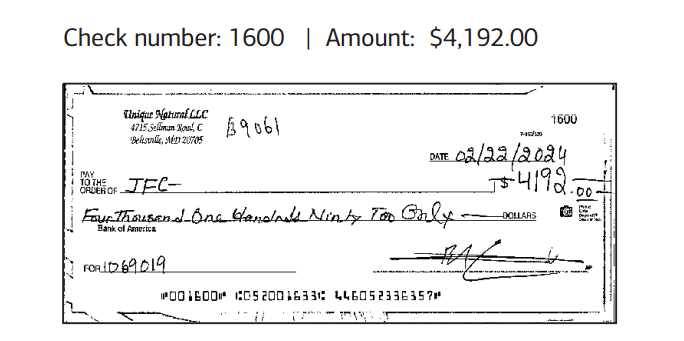 Check number: 1600 | Amount: $4,192.00
Unique Natural LLC
4715 Sellman Road, C
Beltsville, MD 20705
B9061
1600
DATE 02/22/2024
PAY
TO THE
ORDER OF JFC-
$4192.00
Four Thousand One Handrads Ninty Too Only DOLLARS
Bank of America
FOR 1069019
⑈001600⑈ ⑆052001633⑆ 446052336357⑈